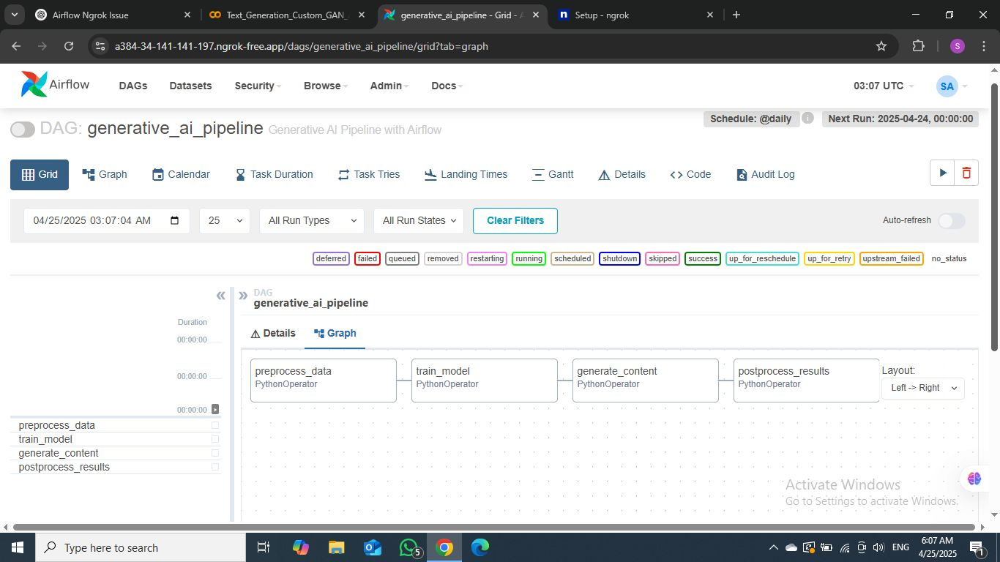 Airflow Ngrok Issue
Text_Generation_Custom_GAN_
generative_ai_pipeline - Grid - A
n Setup - ngrok
a384-34-141-141-197.ngrok-free.app/dags/generative_ai_pipeline/grid?tab=graph
S
Airflow DAGs Datasets Security Browse Admin Docs 03:07 UTC SA
DAG: generative_ai_pipeline Generative AI Pipeline with Airflow
Schedule: @daily i Next Run: 2025-04-24, 00:00:00
Grid Graph Calendar Task Duration Task Tries Landing Times Gantt Details Code Audit Log
04/25/2025 03:07:04 AM 25 All Run Types All Run States Clear Filters Auto-refresh
deferred failed queued removed restarting running scheduled shutdown skipped success up_for_reschedule up_for_retry upstream_failed no_status
Duration
00:00:00
00:00:00
00:00:00
preprocess_data
train_model
generate_content
postprocess_results
DAG
generative_ai_pipeline
Details Graph
preprocess_data
PythonOperator
train_model
PythonOperator
generate_content
PythonOperator
postprocess_results
PythonOperator
Layout:
Left -> Right
Activate Windows
Go to Settings to activate Windows.
Type here to search
5
ENG
6:07 AM
4/25/2025
1